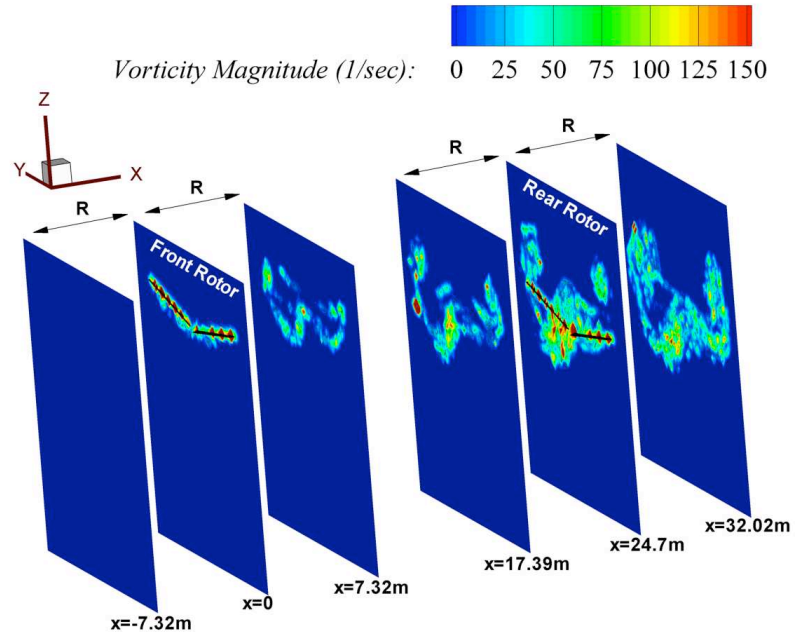 Vorticity Magnitude (1/sec): 0 25 50 75 100 125 150
Z
Y
X
R
R
R
R
Front Rotor
Rear Rotor
x=-7.32m
x=0
x=7.32m
x=17.39m
x=24.7m
x=32.02m